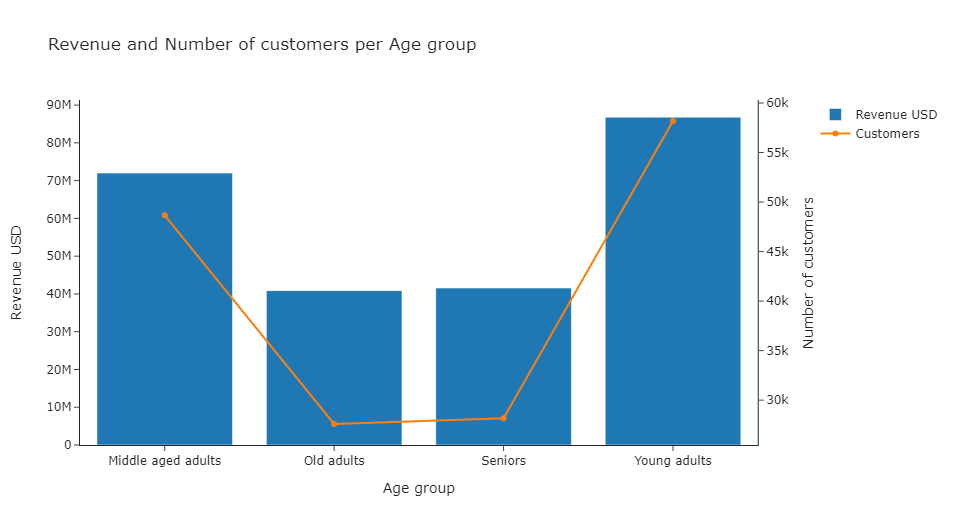 Revenue and Number of customers per Age group
Revenue USD
Customers
90M
80M
70M
60M
50M
40M
30M
20M
10M
0
Revenue USD
60k
55k
50k
45k
40k
35k
30k
Number of customers
Middle aged adults
Old adults
Seniors
Young adults
Age group